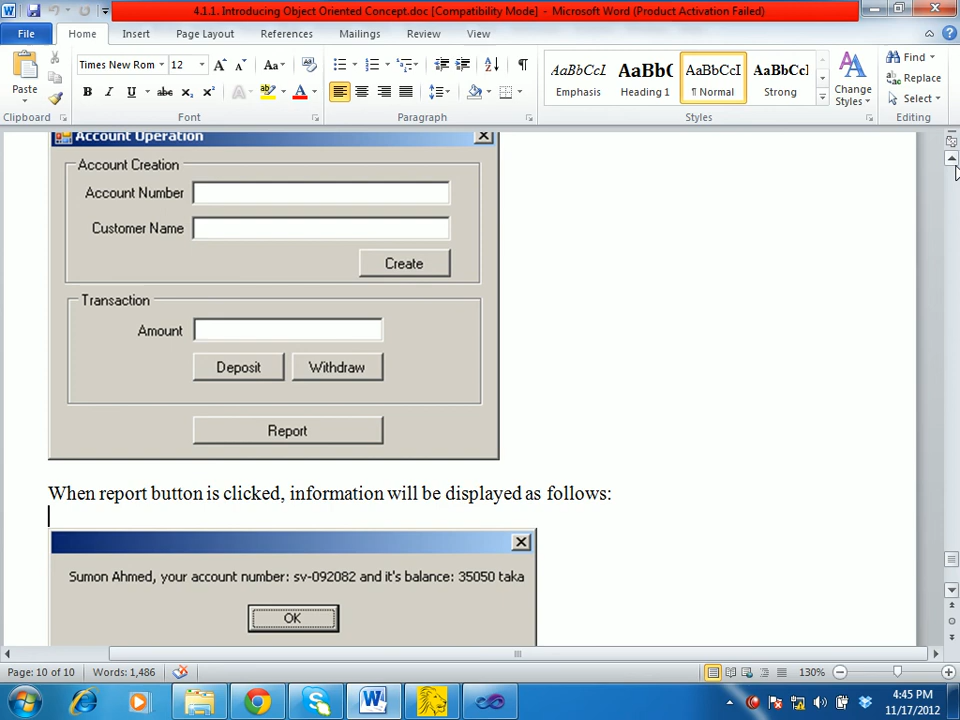 4.1.1. Introducing Object Oriented Concept.doc [Compatibility Mode] - Microsoft Word (Product Activation Failed)
File Home Insert Page Layout References Mailings Review View
Times New Rom 12 Aa
Paste
B I U abc X₂ X² A ab A
AaBbCcI AaBbC AaBbCcI AaBbCcl
Emphasis Heading 1 ¶ Normal Strong
Change Styles
Find
Replace
Select
Clipboard Font Paragraph Styles Editing
Account Operation
Account Creation
Account Number
Customer Name
Create
Transaction
Amount
Deposit Withdraw
Report
When report button is clicked, information will be displayed as follows:
Sumon Ahmed, your account number: sv-092082 and it's balance: 35050 taka
OK
Page: 10 of 10 Words: 1,486 130%
4:45 PM
11/17/2012